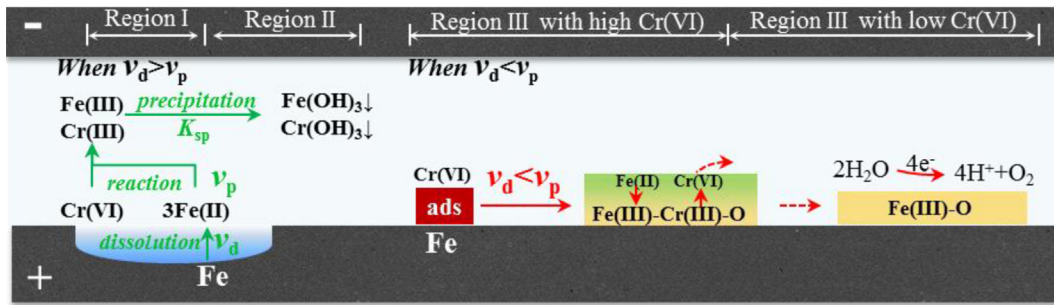 Region I
Region II
Region III with high Cr(VI)
Region III with low Cr(VI)
−
When vd>vp
When vd<vp
Fe(III)
precipitation
Fe(OH)3↓
Cr(III)
Ksp
Cr(OH)3↓
reaction
vp
Cr(VI)
3Fe(II)
dissolution
vd
Fe
+
Cr(VI)
ads
Fe
vd<vp
Fe(II)
Cr(VI)
Fe(III)-Cr(III)-O
2H2O
4e-
4H++O2
Fe(III)-O